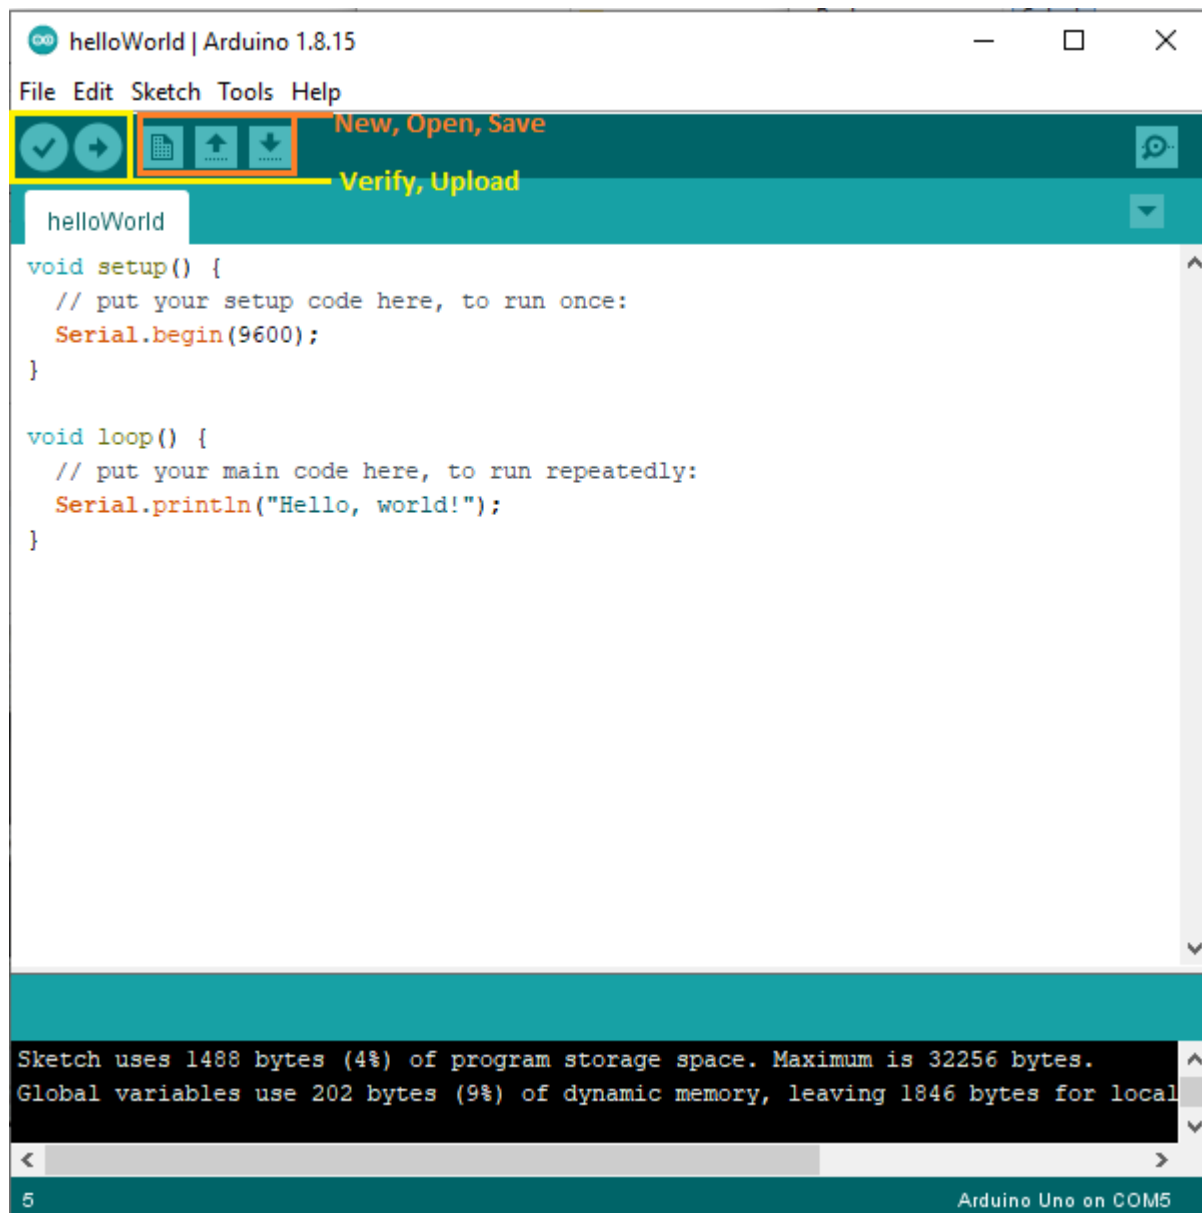 helloWorld | Arduino 1.8.15
File Edit Sketch Tools Help
New, Open, Save
Verify, Upload
helloWorld
void setup() {
  // put your setup code here, to run once:
  Serial.begin(9600);
}
void loop() {
  // put your main code here, to run repeatedly:
  Serial.println("Hello, world!");
}
Sketch uses 1488 bytes (4%) of program storage space. Maximum is 32256 bytes.
Global variables use 202 bytes (9%) of dynamic memory, leaving 1846 bytes for local
5
Arduino Uno on COM5